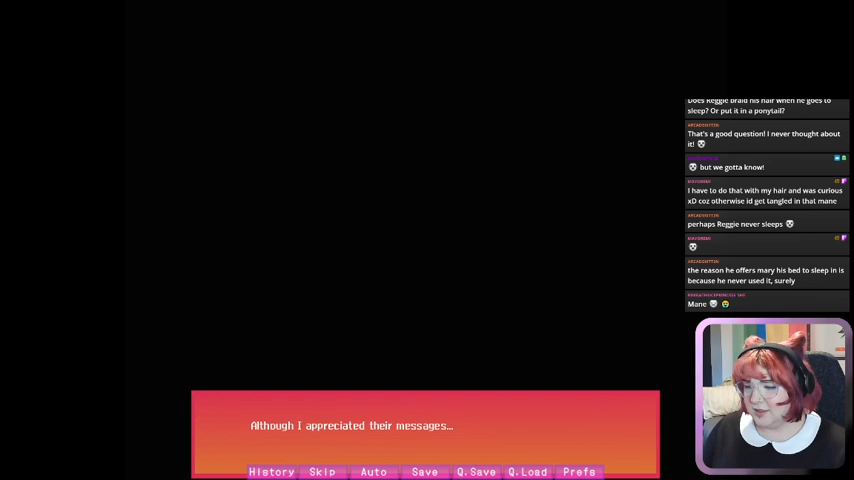 Does Reggie braid his hair when he goes to
sleep? Or put it in a ponytail?
That's a good question! I never thought about
it!
but we gotta know!
I have to do that with my hair and was curious
xD coz otherwise id get tangled in that mane
perhaps Reggie never sleeps
the reason he offers mary his bed to sleep in is
because he never used it, surely
Mane
Although I appreciated their messages...
History Skip Auto Save Q.Save Q.Load Prefs